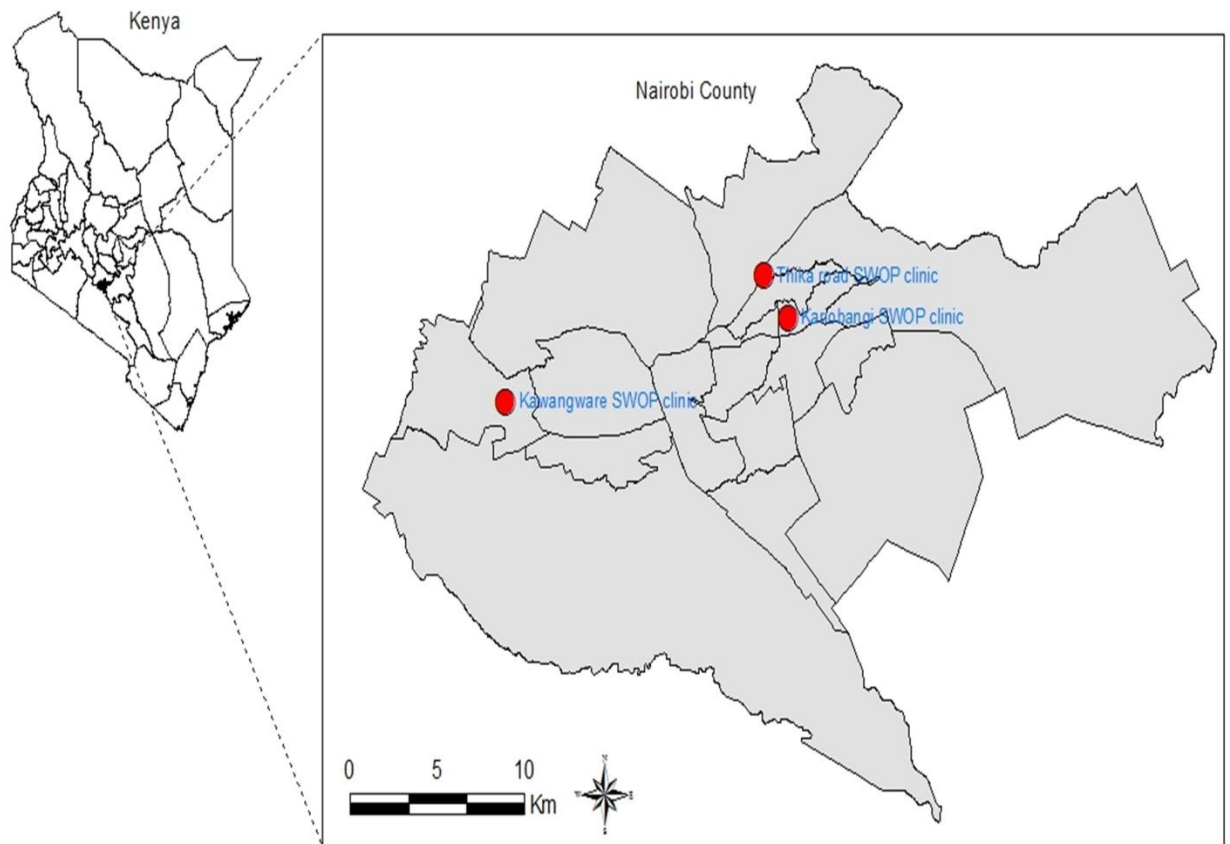 Kenya
Nairobi County
Thika road SWOP clinic
Kariobangi SWOP clinic
Kawangware SWOP clinic
0 5 10
Km
N
W E
S